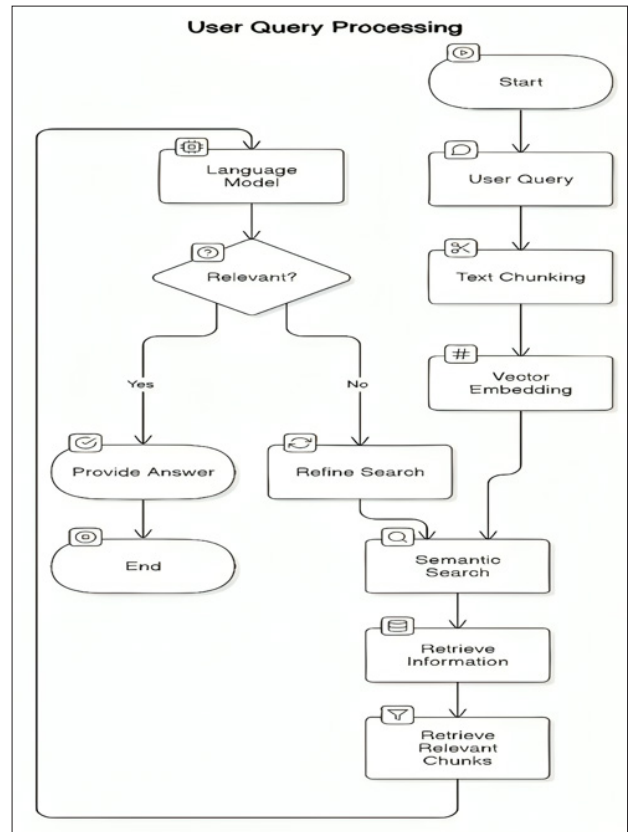 User Query Processing
Start
User Query
Text Chunking
#
Vector
Embedding
Language
Model
?
Relevant?
Yes
No
Provide Answer
Refine Search
End
Semantic
Search
Retrieve
Information
Retrieve
Relevant
Chunks